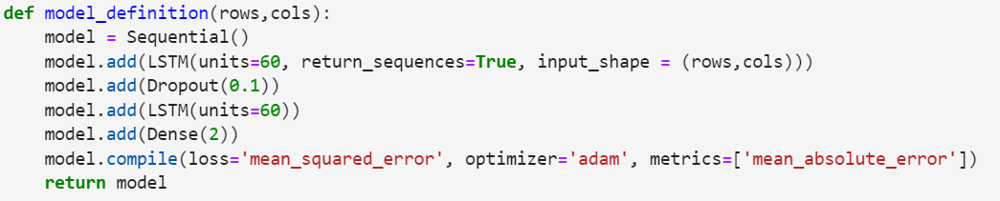 def model_definition(rows,cols):
    model = Sequential()
    model.add(LSTM(units=60, return_sequences=True, input_shape = (rows,cols)))
    model.add(Dropout(0.1))
    model.add(LSTM(units=60))
    model.add(Dense(2))
    model.compile(loss='mean_squared_error', optimizer='adam', metrics=['mean_absolute_error'])
    return model